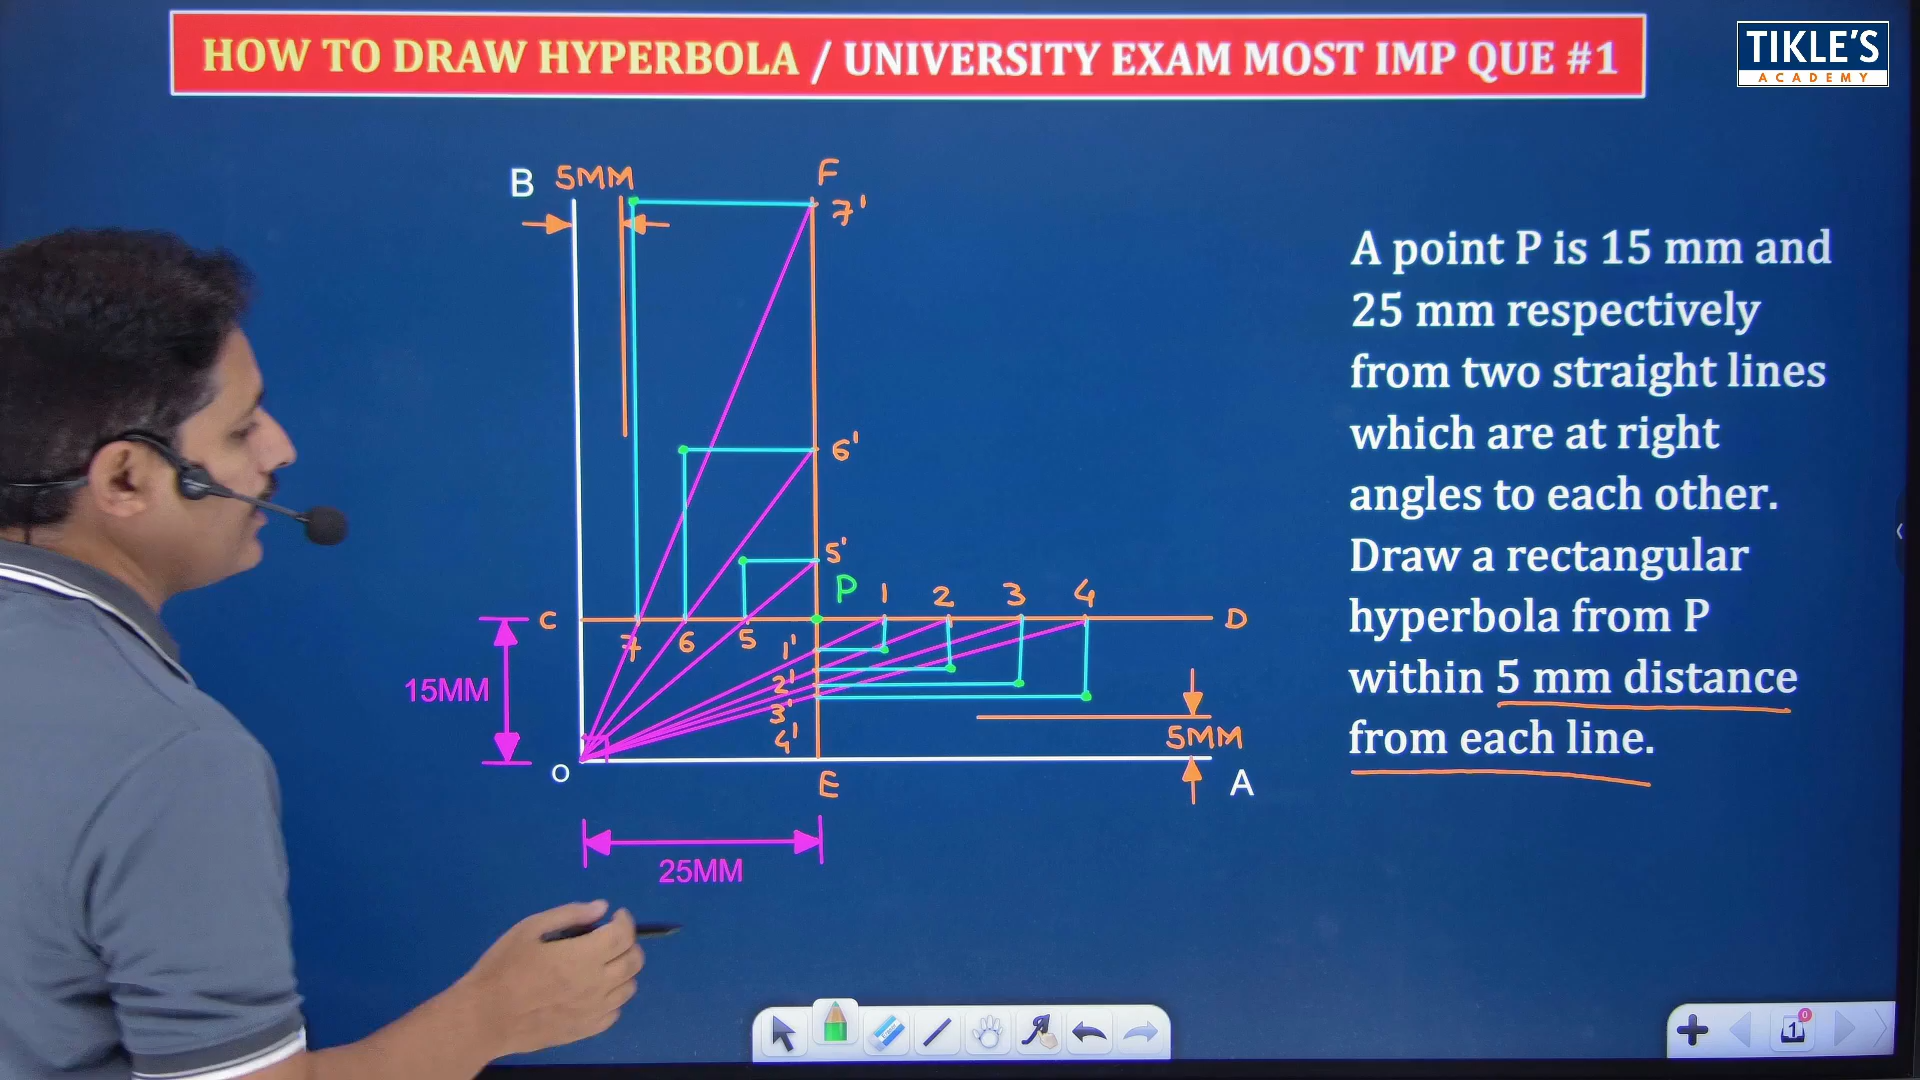 HOW TO DRAW HYPERBOLA / UNIVERSITY EXAM MOST IMP QUE #1
TIKLE'S
ACADEMY
B 5MM F
7'
6'
5'
P 1 2 3 4
C D
7 6 5 1'
2'
3'
4'
15MM
5MM
O E A
25MM
A point P is 15 mm and
25 mm respectively
from two straight lines
which are at right
angles to each other.
Draw a rectangular
hyperbola from P
within 5 mm distance
from each line.
1
0